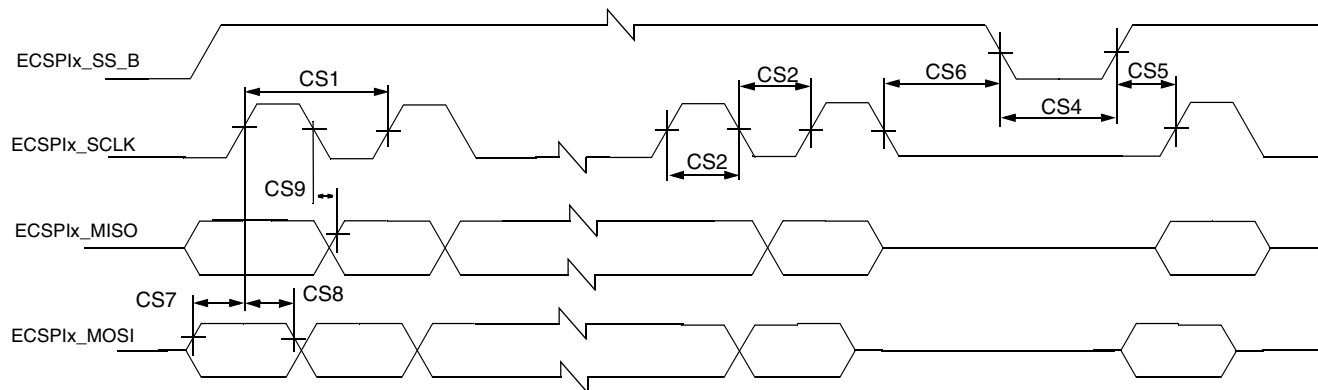 ECSPIx_SS_B
CS1
CS2
CS6
CS5
CS4
ECSPIx_SCLK
CS2
CS9
ECSPIx_MISO
CS7
CS8
ECSPIx_MOSI